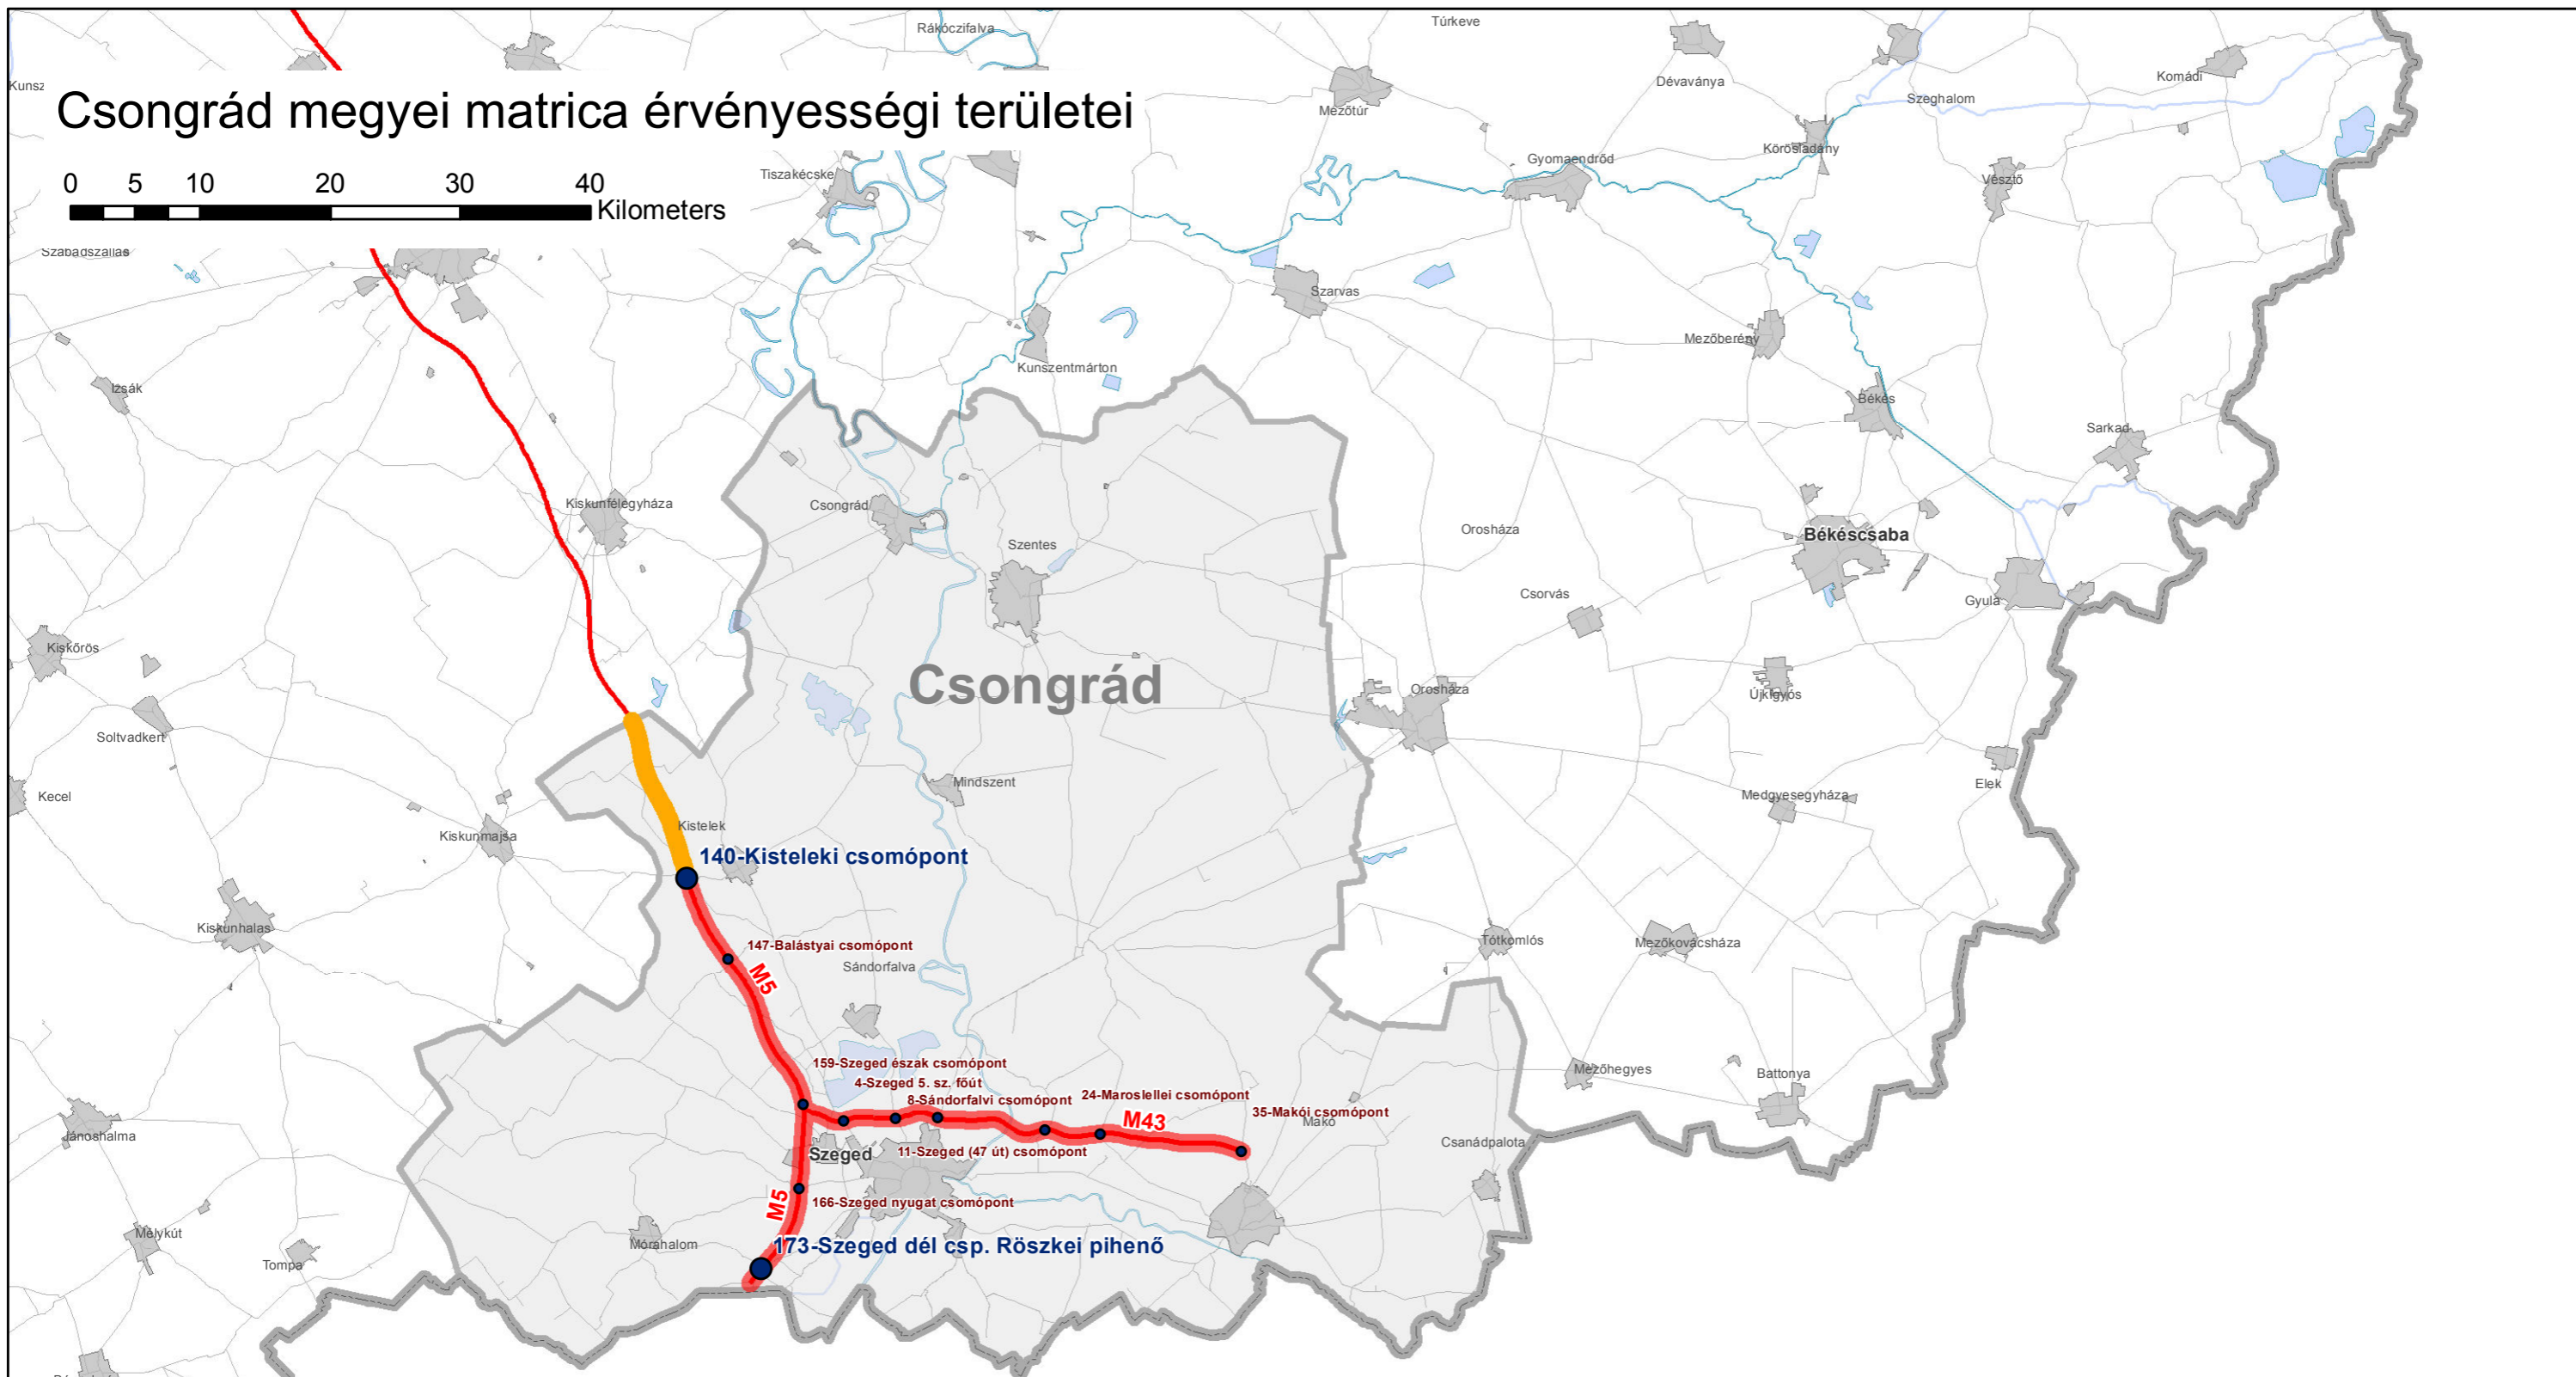 Rákóczifalva
Túrkeve
Kunsz
Dévaványa
Komádi
Szeghalom
Csongrád megyei matrica érvényességi területei
Mezőtúr
Körösladány
Gyomaendrőd
Tiszakécske
Vésztő
0 5 10 20 30 40
Kilometers
Szabadszállás
Szarvas
Mezőberény
Kunszentmárton
Izsák
Békés
Sarkad
Kiskunfélegyháza
Csongrád
Orosháza
Békéscsaba
Szentes
Csorvás
Gyula
Kiskőrös
Csongrád
Orosháza
Újkígyós
Soltvadkert
Mindszent
Elek
Kecel
Medgyesegyháza
Kistelek
Kiskunmajsa
140-Kisteleki csomópont
Kiskunhalas
Tótkomlós
Mezőkovácsháza
147-Balástyai csomópont
Sándorfalva
M5
159-Szeged észak csomópont
Mezőhegyes
Battonya
4-Szeged 5. sz. főút
24-Maroslellei csomópont
8-Sándorfalvi csomópont
35-Makói csomópont
M43
Makó
Jánoshalma
Csanádpalota
Szeged
11-Szeged (47 út) csomópont
M5
166-Szeged nyugat csomópont
Mélykút
Mórahalom
173-Szeged dél csp. Röszkei pihenő
Tompa